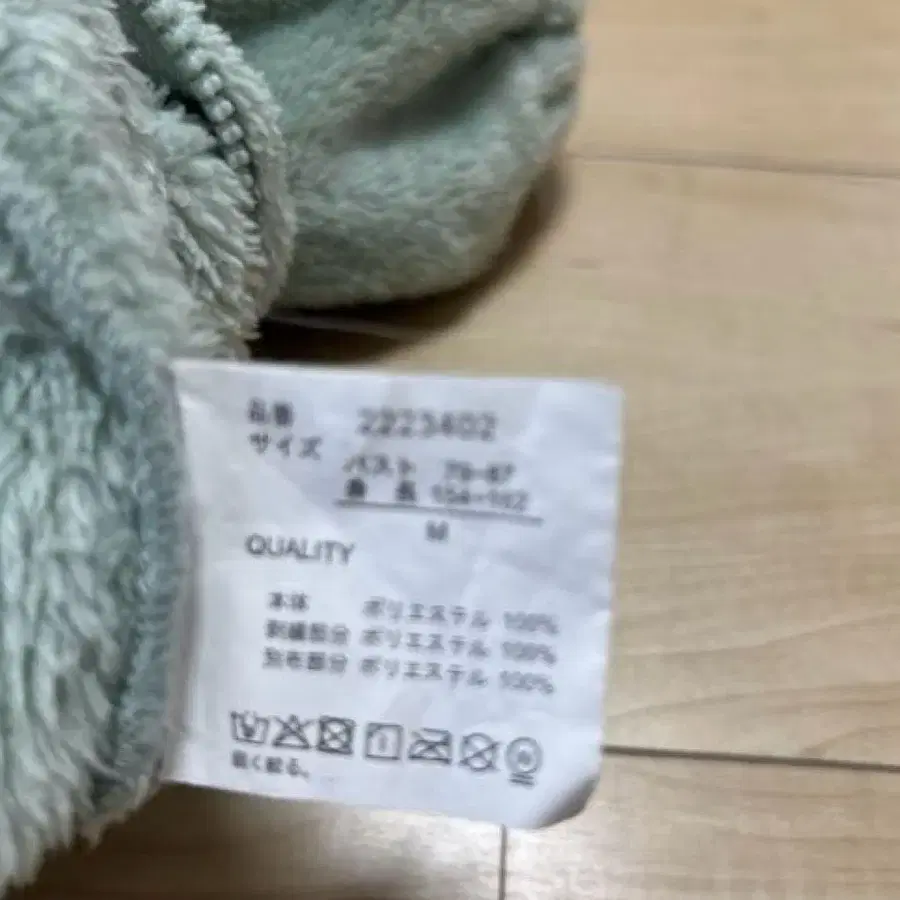 品番 2223402
サイズ
バスト 79-87
身長 154-162
M
QUALITY
本体 ポリエステル 100%
刺繍部分 ポリエステル 100%
別布部分 ポリエステル 100%
弱く絞る。